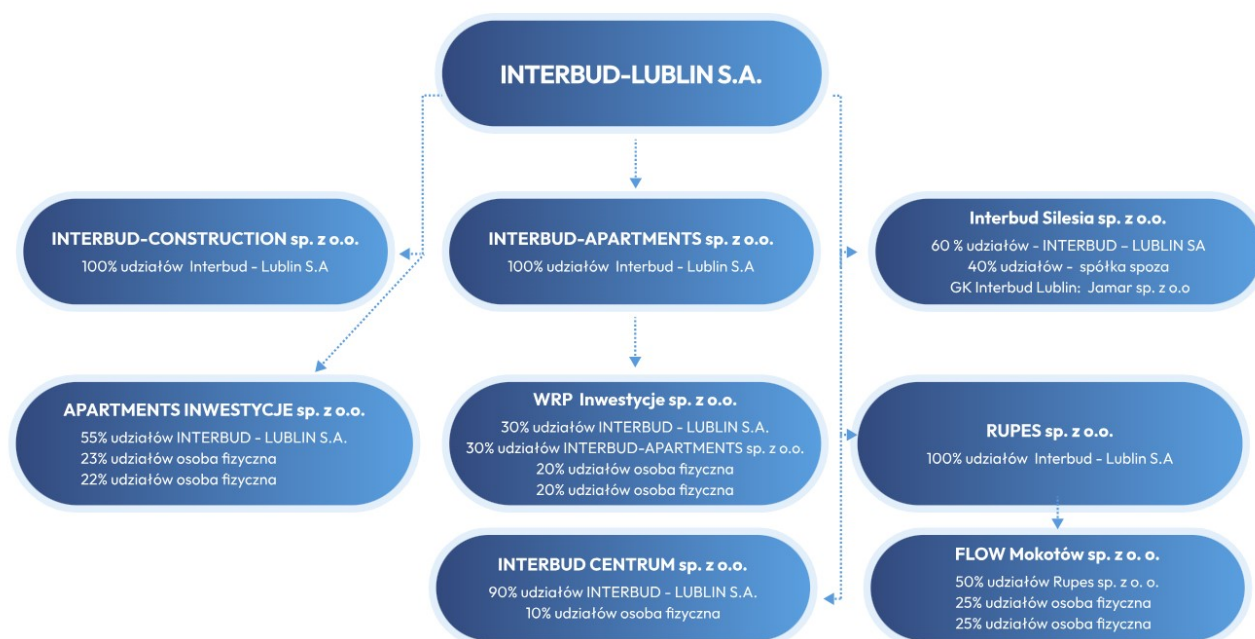 INTERBUD-LUBLIN S.A.
INTERBUD-CONSTRUCTION sp. z o.o.
100% udziałów Interbud - Lublin S.A
INTERBUD-APARTMENTS sp. z o.o.
100% udziałów Interbud - Lublin S.A
Interbud Silesia sp. z o.o.
60 % udziałów - INTERBUD – LUBLIN SA
40% udziałów - spółka spoza
GK Interbud Lublin: Jamar sp. z o.o
APARTMENTS INWESTYCJE sp. z o.o.
55% udziałów INTERBUD - LUBLIN S.A.
23% udziałów osoba fizyczna
22% udziałów osoba fizyczna
WRP Inwestycje sp. z o.o.
30% udziałów INTERBUD - LUBLIN S.A.
30% udziałów INTERBUD-APARTMENTS sp. z o.o.
20% udziałów osoba fizyczna
20% udziałów osoba fizyczna
RUPES sp. z o.o.
100% udziałów Interbud - Lublin S.A
INTERBUD CENTRUM sp. z o.o.
90% udziałów INTERBUD - LUBLIN S.A.
10% udziałów osoba fizyczna
FLOW Mokotów sp. z o. o.
50% udziałów Rupes sp. z o. o.
25% udziałów osoba fizyczna
25% udziałów osoba fizyczna